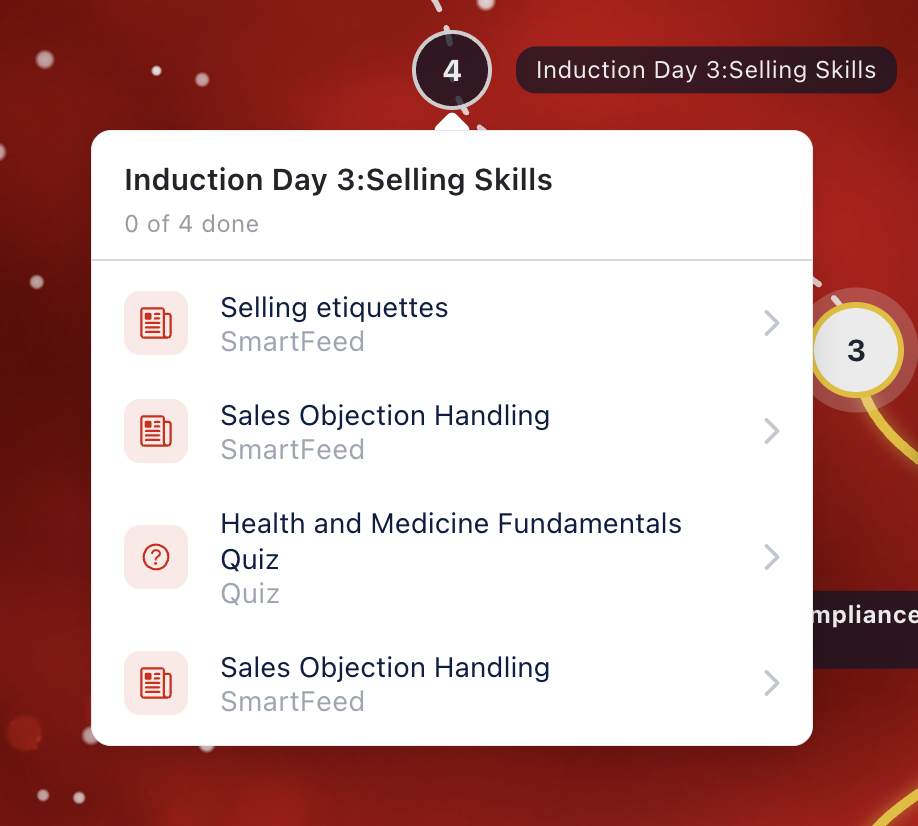 4
Induction Day 3:Selling Skills
Induction Day 3:Selling Skills
0 of 4 done
Selling etiquettes
SmartFeed
3
Sales Objection Handling
SmartFeed
Health and Medicine Fundamentals
Quiz
Quiz
mpliance
Sales Objection Handling
SmartFeed